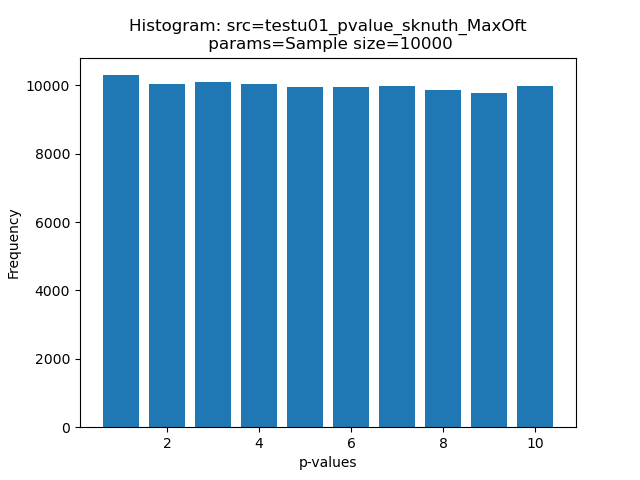 Histogram: src=testu01_pvalue_sknuth_MaxOft
params=Sample size=10000
10000
8000
6000
4000
2000
0
Frequency
2 4 6 8 10
p-values